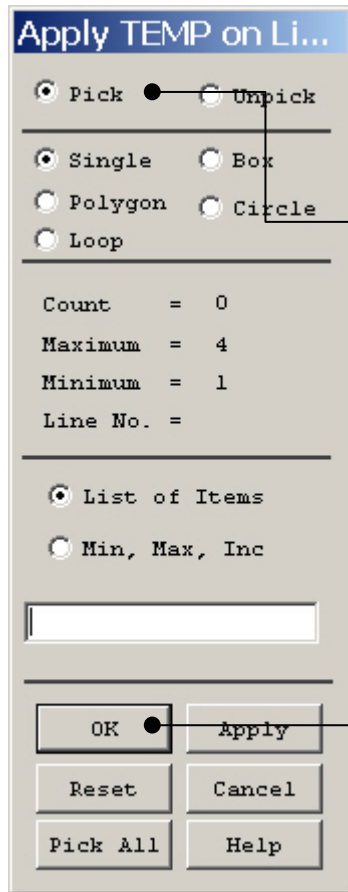 Apply TEMP on Li...
Pick Unpick
Single Box
Polygon Circle
Loop
Count = 0
Maximum = 4
Minimum = 1
Line No. =
List of Items
Min, Max, Inc
OK Apply
Reset Cancel
Pick All Help